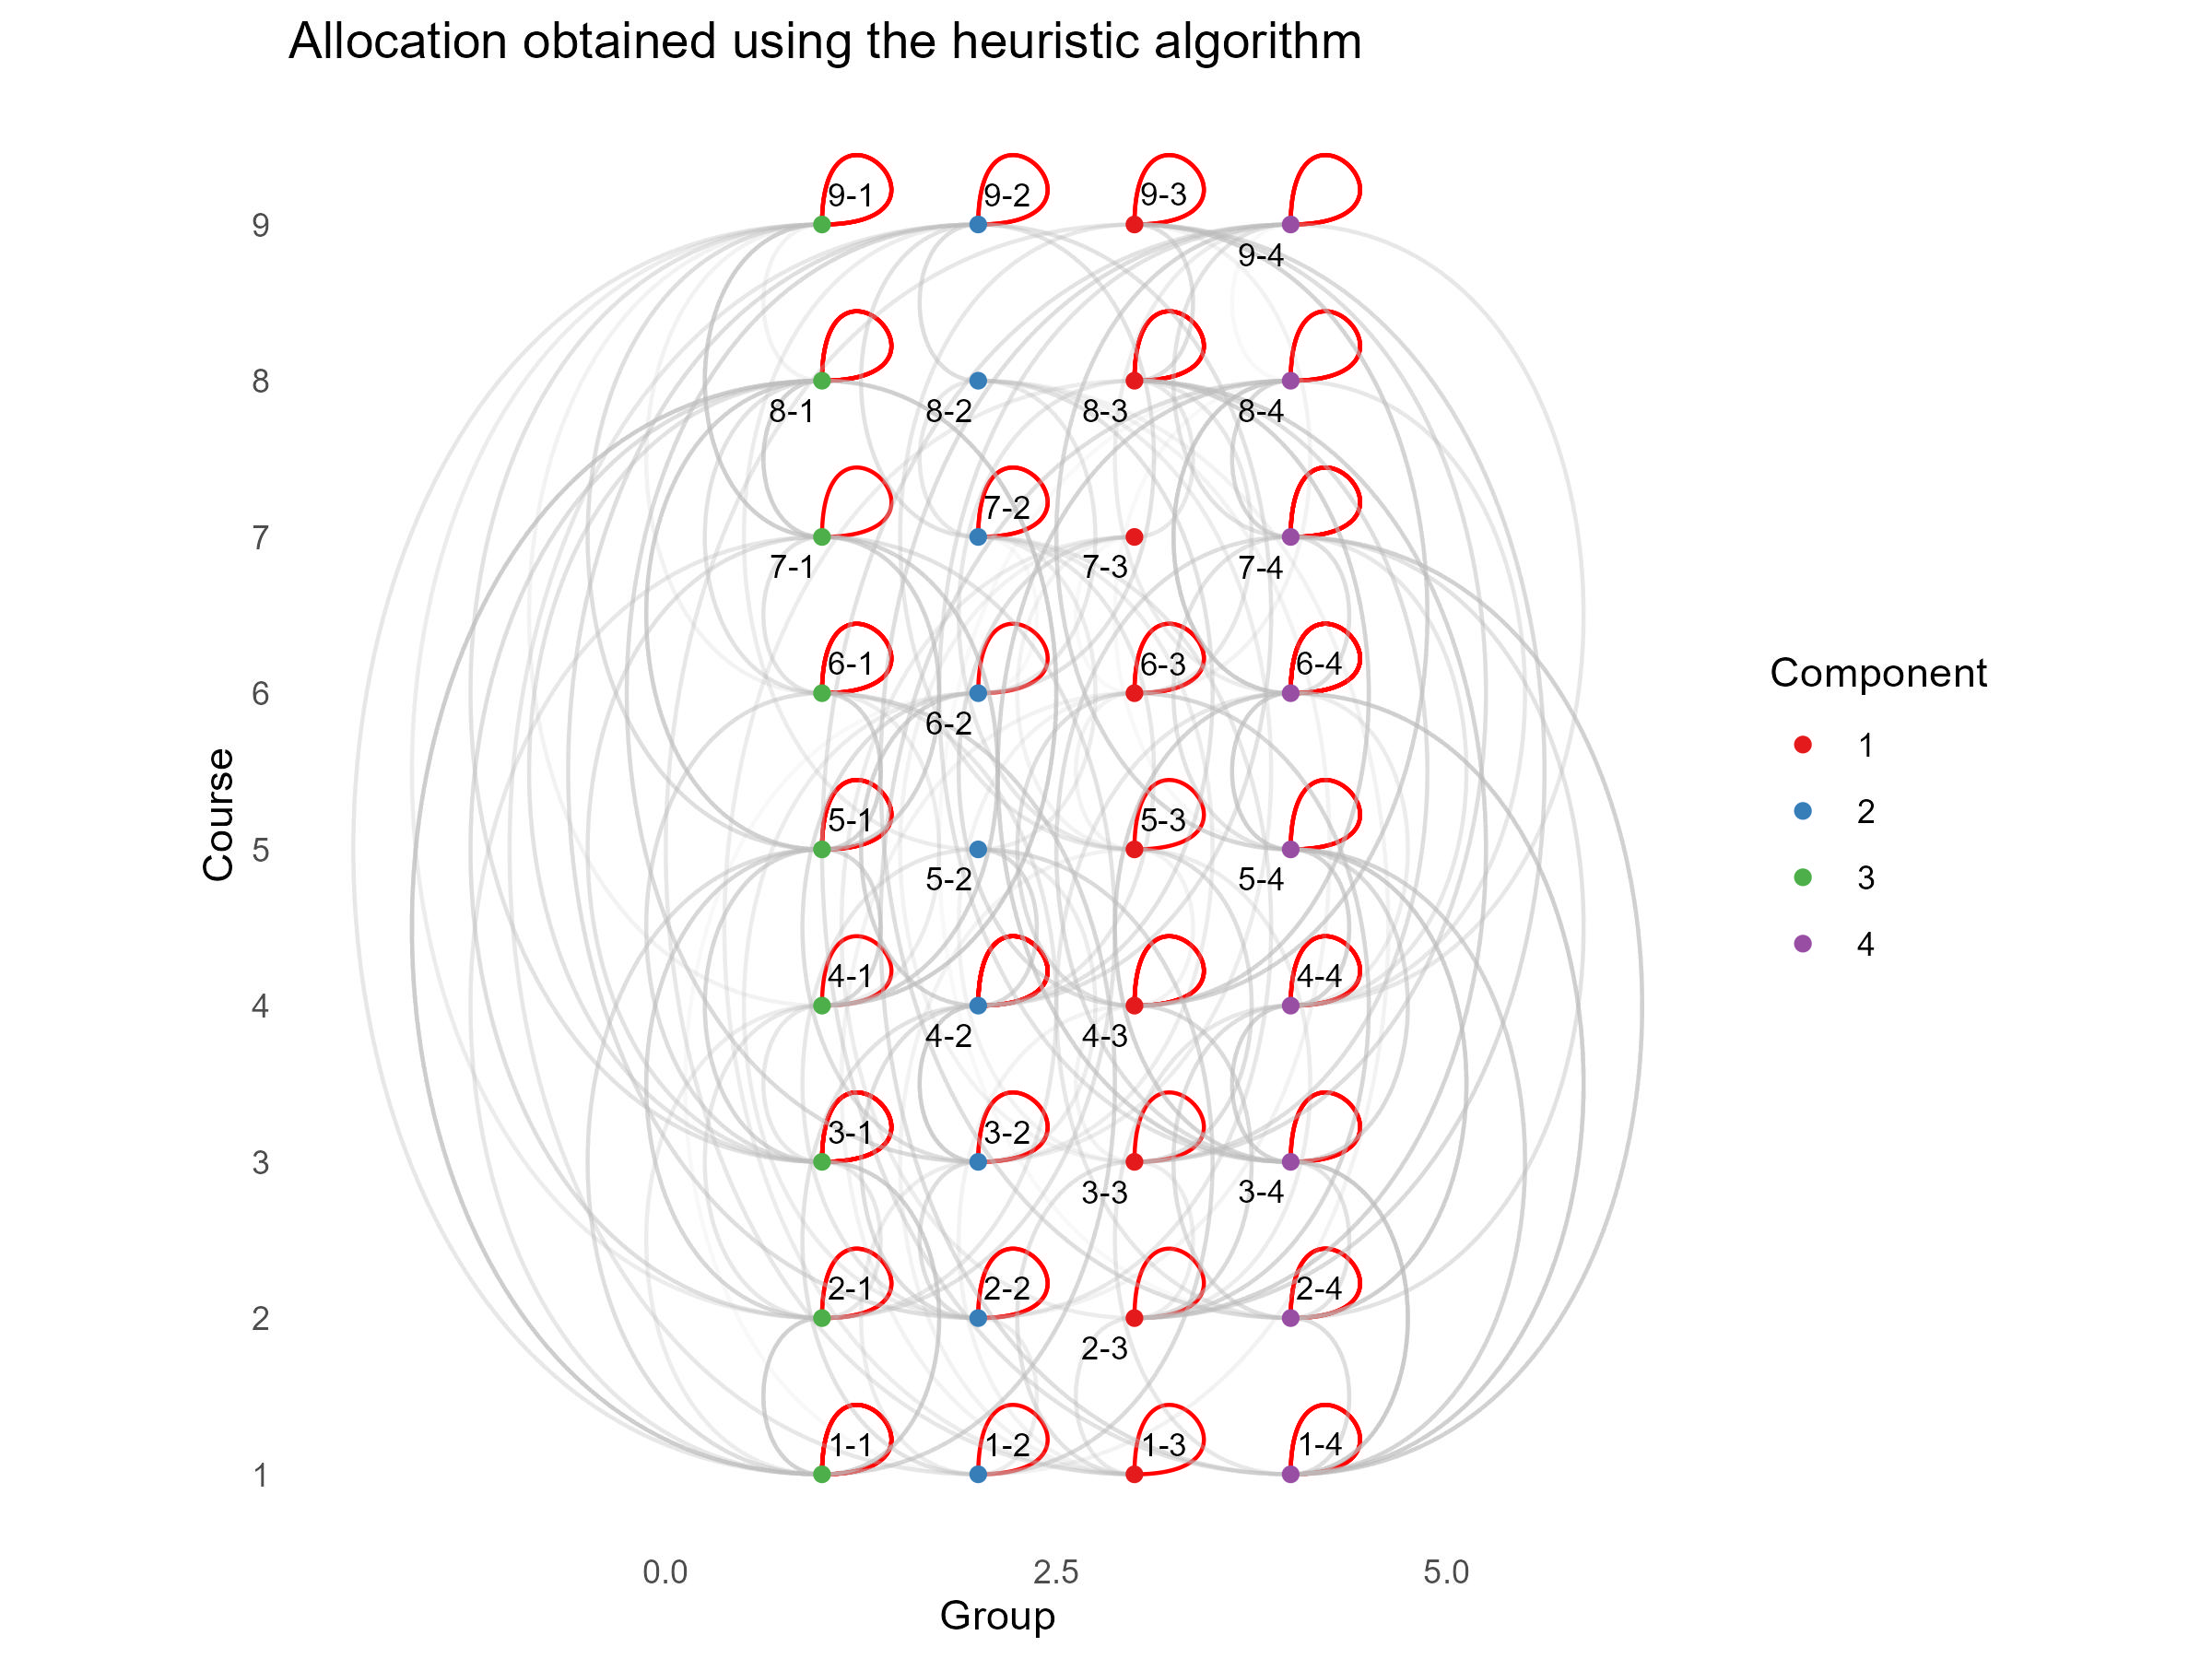 Allocation obtained using the heuristic algorithm
9
9-1 9-2 9-3
9-4
8
8-1 8-2 8-3 8-4
7-2
7
7-1 7-3 7-4
6-1 6-3 6-4
6
6-2
5-1 5-3
5
5-2 5-4
4-1 4-4
4
4-2 4-3
3-1 3-2
3
3-3 3-4
2-1 2-2 2-4
2
2-3
1-1 1-2 1-3 1-4
1
0.0 2.5 5.0
Group
Course
Component
1
2
3
4